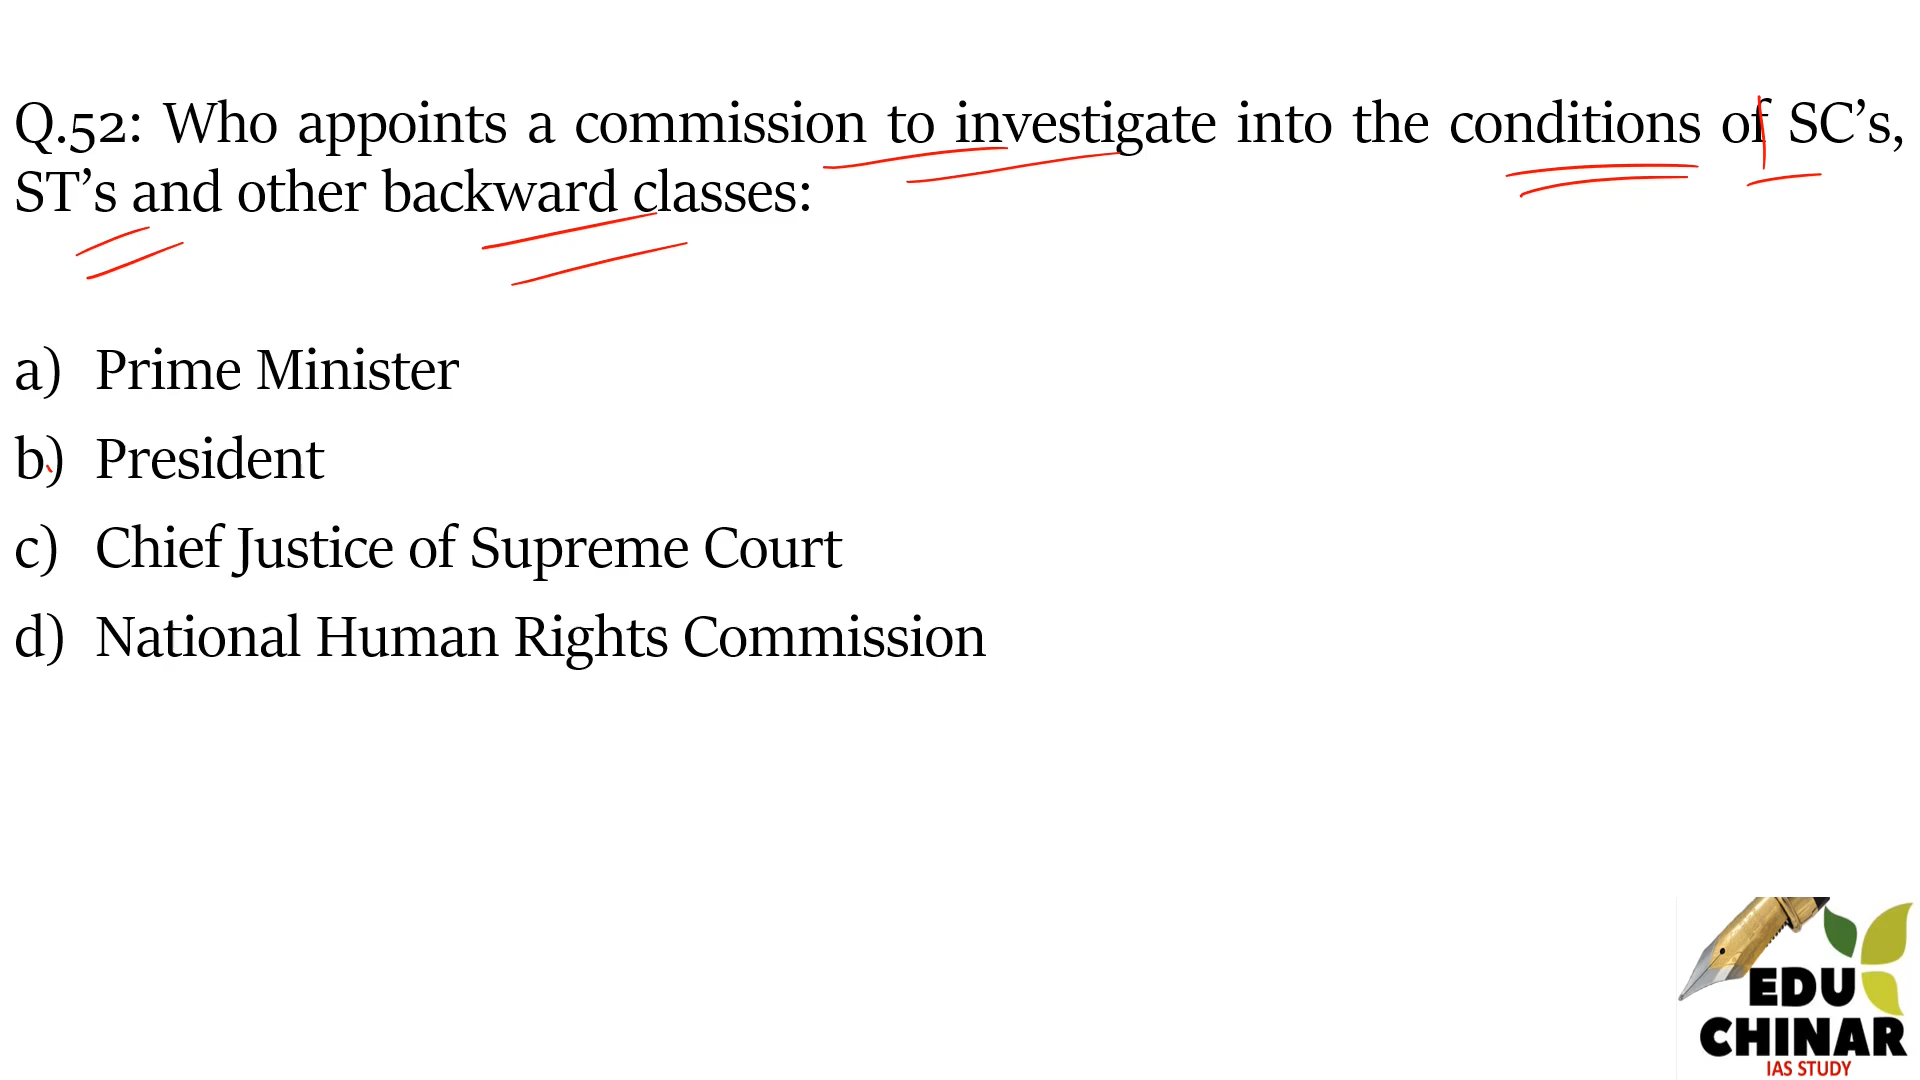 Q.52: Who appoints a commission to investigate into the conditions of SC’s,
ST’s and other backward classes:
a) Prime Minister
b) President
c) Chief Justice of Supreme Court
d) National Human Rights Commission
EDU
CHINAR
IAS STUDY